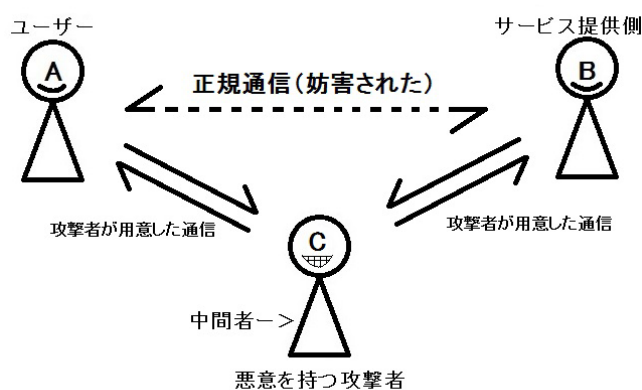 ユーザー
サービス提供側
A
B
正規通信(妨害された)
攻撃者が用意した通信
攻撃者が用意した通信
C
中間者ー>
悪意を持つ攻撃者